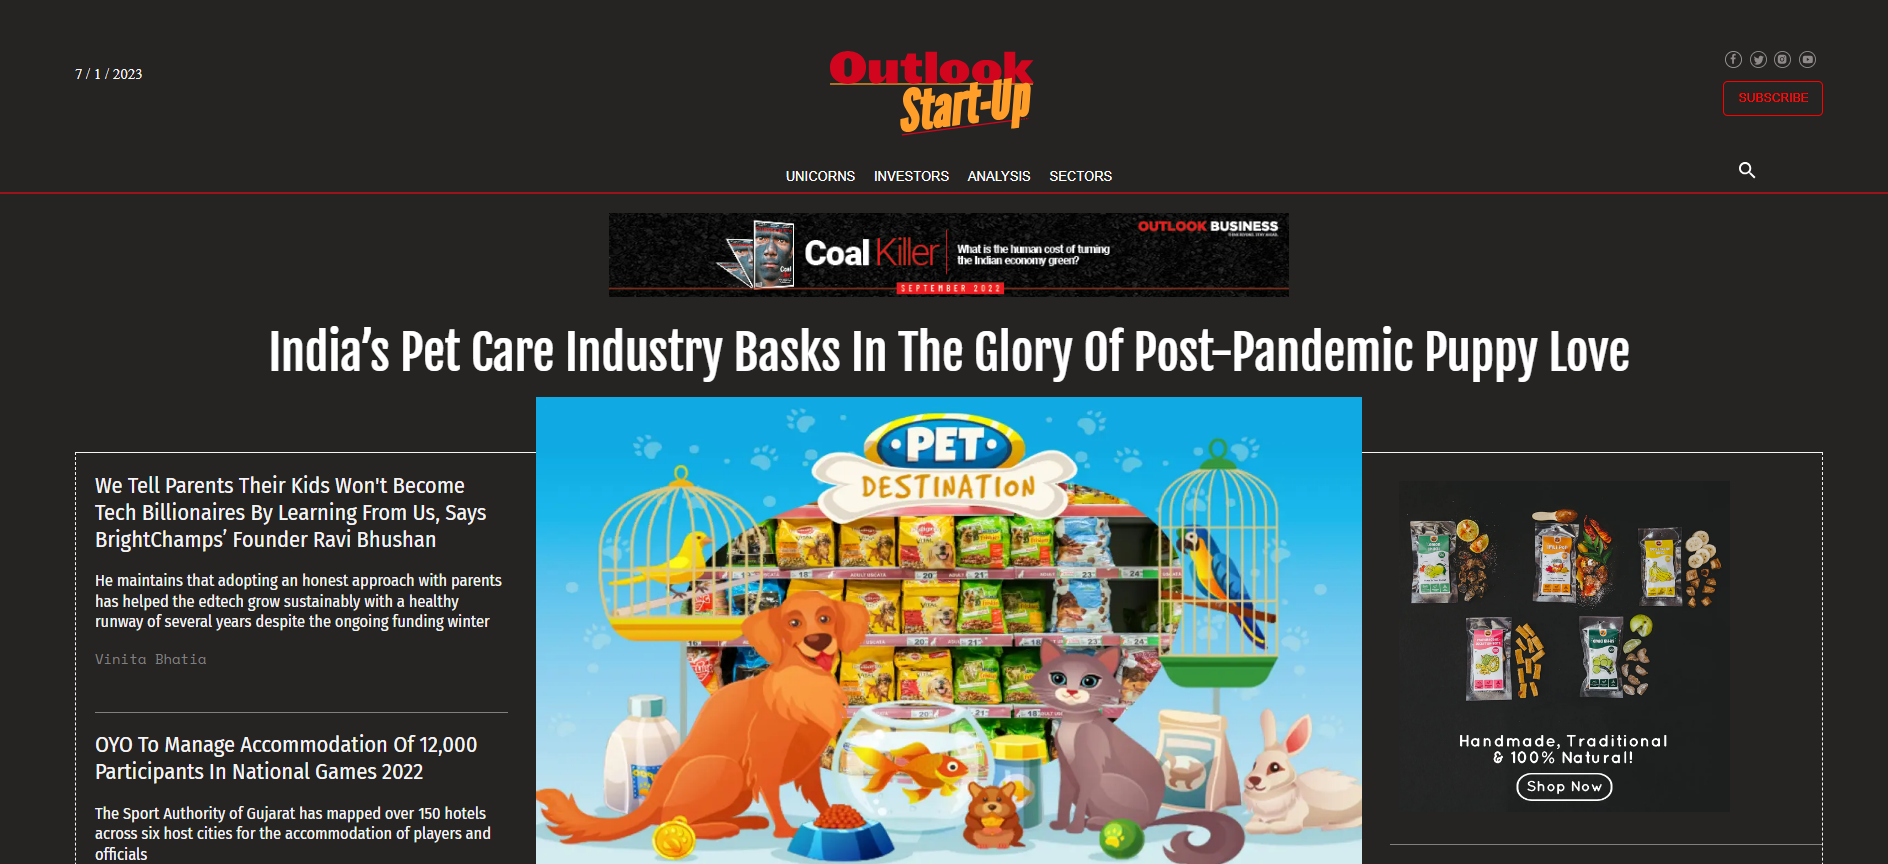 7 / 1 / 2023
Outlook
Start-Up
SUBSCRIBE
UNICORNS INVESTORS ANALYSIS SECTORS
Coal Killer
What is the human cost of turning
the Indian economy green?
OUTLOOK BUSINESS
SEPTEMBER 2022
India’s Pet Care Industry Basks In The Glory Of Post-Pandemic Puppy Love
We Tell Parents Their Kids Won't Become
Tech Billionaires By Learning From Us, Says
BrightChamps’ Founder Ravi Bhushan
He maintains that adopting an honest approach with parents
has helped the edtech grow sustainably with a healthy
runway of several years despite the ongoing funding winter
Vinita Bhatia
OYO To Manage Accommodation Of 12,000
Participants In National Games 2022
The Sport Authority of Gujarat has mapped over 150 hotels
across six host cities for the accommodation of players and
officials
PET
DESTINATION
Handmade, Traditional
& 100% Natural!
Shop Now